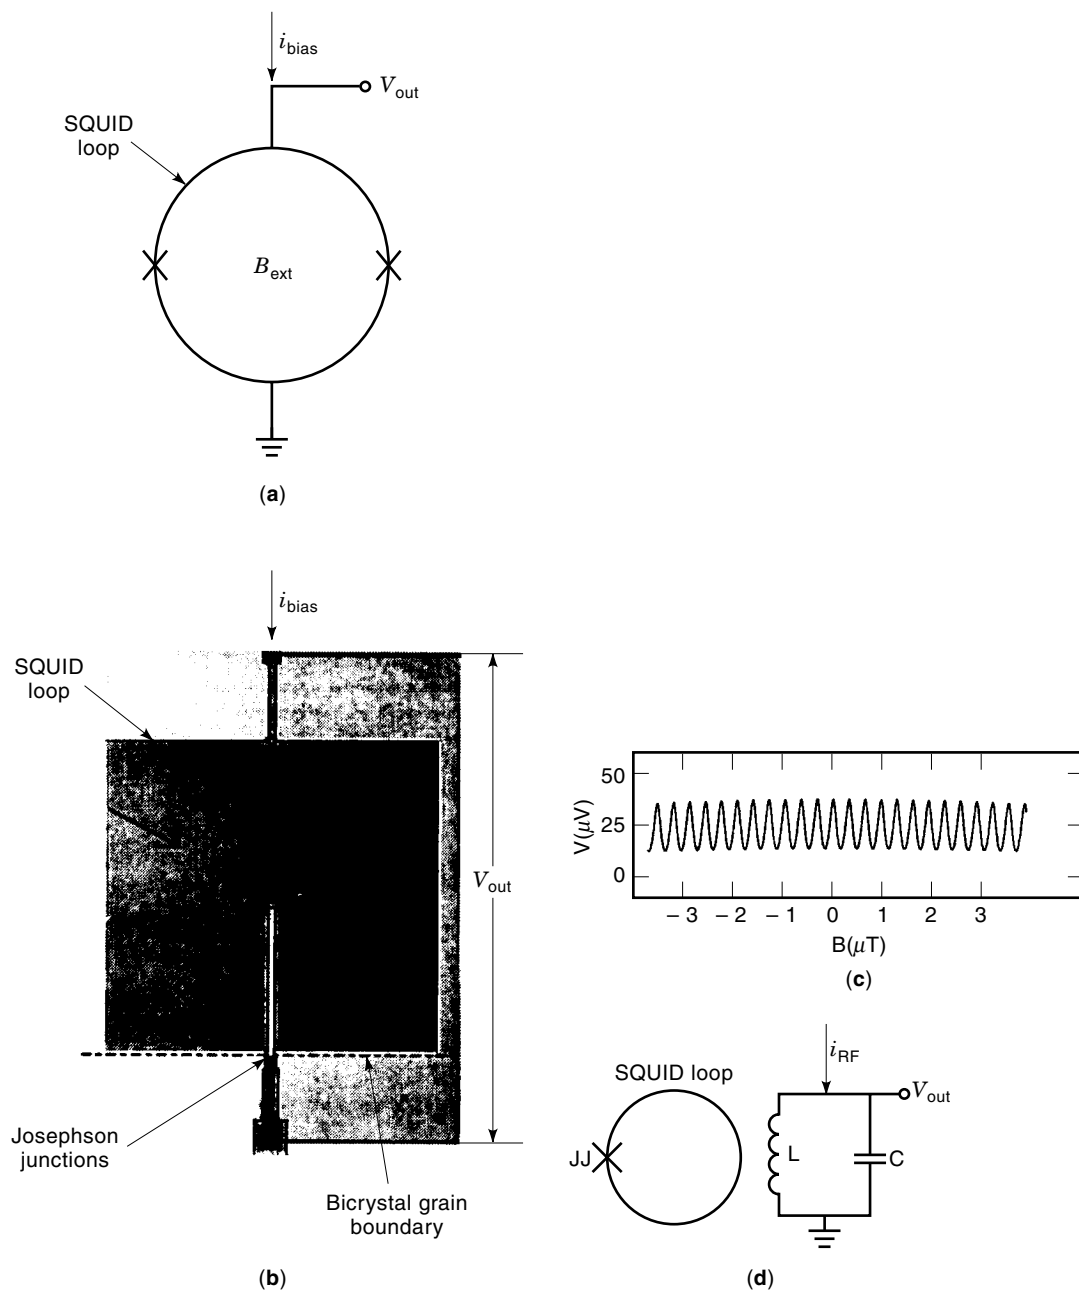 i_bias
V_out
SQUID
loop
B_ext
(a)
i_bias
SQUID
loop
V_out
Josephson
junctions
Bicrystal grain
boundary
(b)
50
25
0
V(μV)
– 3 – 2 – 1 0 1 2 3
B(μT)
(c)
i_RF
SQUID loop
V_out
JJ
L
C
(d)